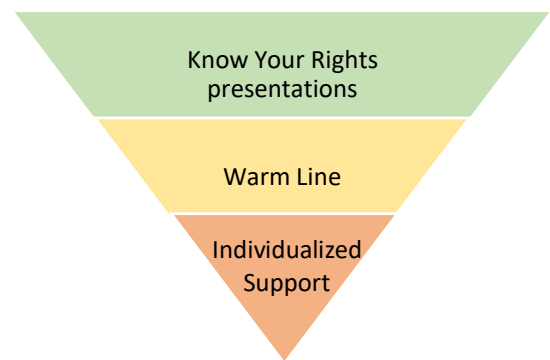 Know Your Rights
presentations
Warm Line
Individualized
Support